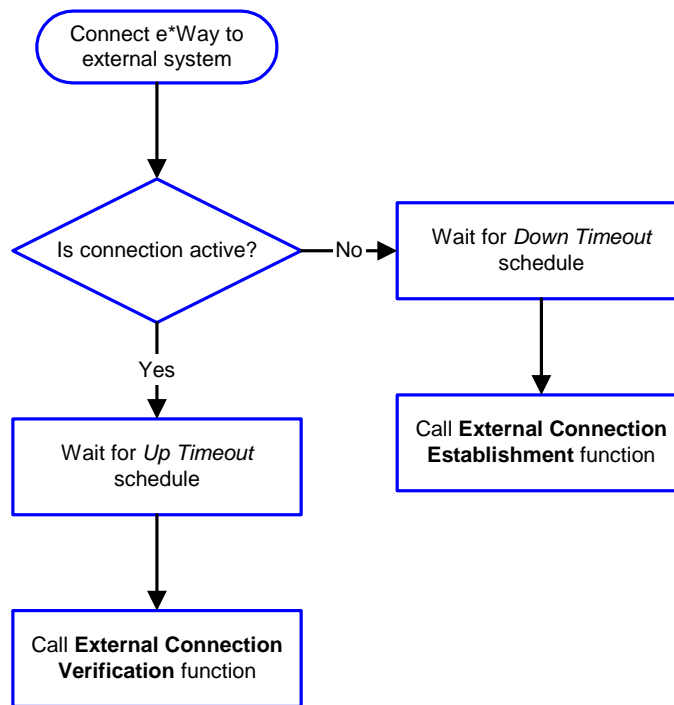 Connect e*Way to
external system
Is connection active?
No
Wait for Down Timeout
schedule
Yes
Call External Connection
Establishment function
Wait for Up Timeout
schedule
Call External Connection
Verification function